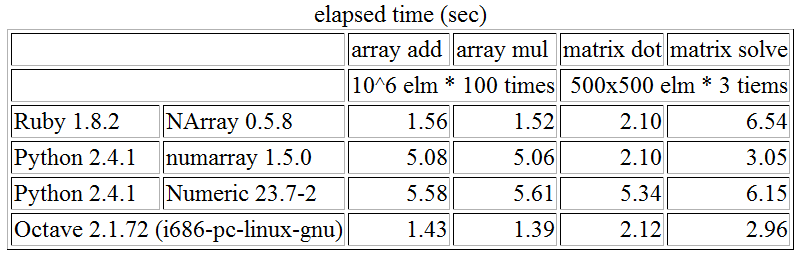 elapsed time (sec)
array add array mul matrix dot matrix solve
10^6 elm * 100 times 500x500 elm * 3 tiems
Ruby 1.8.2 NArray 0.5.8 1.56 1.52 2.10 6.54
Python 2.4.1 numarray 1.5.0 5.08 5.06 2.10 3.05
Python 2.4.1 Numeric 23.7-2 5.58 5.61 5.34 6.15
Octave 2.1.72 (i686-pc-linux-gnu) 1.43 1.39 2.12 2.96